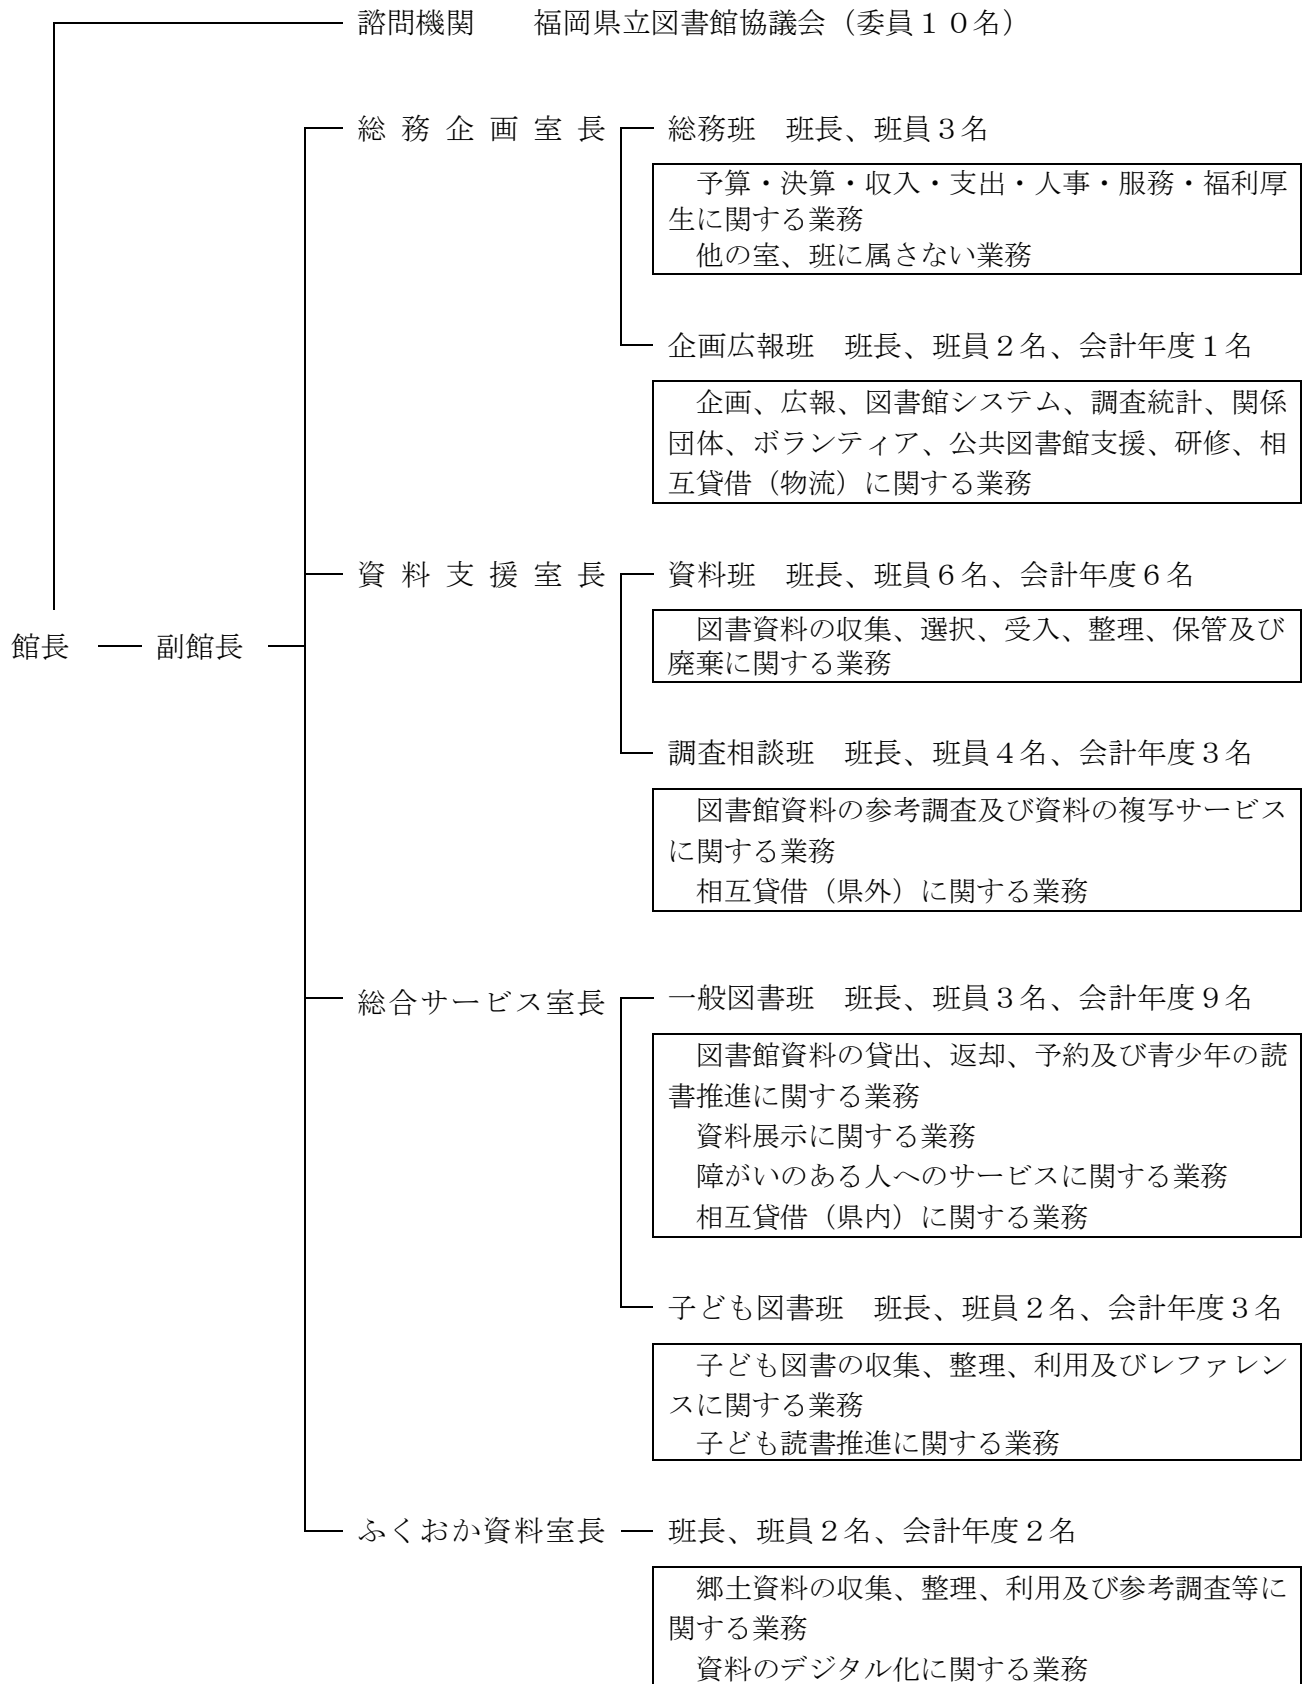 諮問機関　　福岡県立図書館協議会（委員１０名）
総務企画室長　総務班　班長、班員３名
予算・決算・収入・支出・人事・服務・福利厚
生に関する業務
他の室、班に属さない業務
企画広報班　班長、班員２名、会計年度１名
企画、広報、図書館システム、調査統計、関係
団体、ボランティア、公共図書館支援、研修、相
互貸借（物流）に関する業務
資料支援室長　資料班　班長、班員６名、会計年度６名
図書資料の収集、選択、受入、整理、保管及び
廃棄に関する業務
館長　副館長
調査相談班　班長、班員４名、会計年度３名
図書館資料の参考調査及び資料の複写サービス
に関する業務
相互貸借（県外）に関する業務
総合サービス室長　一般図書班　班長、班員３名、会計年度９名
図書館資料の貸出、返却、予約及び青少年の読
書推進に関する業務
資料展示に関する業務
障がいのある人へのサービスに関する業務
相互貸借（県内）に関する業務
子ども図書班　班長、班員２名、会計年度３名
子ども図書の収集、整理、利用及びレファレン
スに関する業務
子ども読書推進に関する業務
ふくおか資料室長　班長、班員２名、会計年度２名
郷土資料の収集、整理、利用及び参考調査等に
関する業務
資料のデジタル化に関する業務